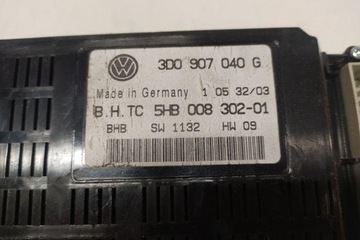 3D0 907 040 G
Made in Germany 1 05 32/03
B.H.TC 5HB 008 302-01
BHB SW 1132 HW 09